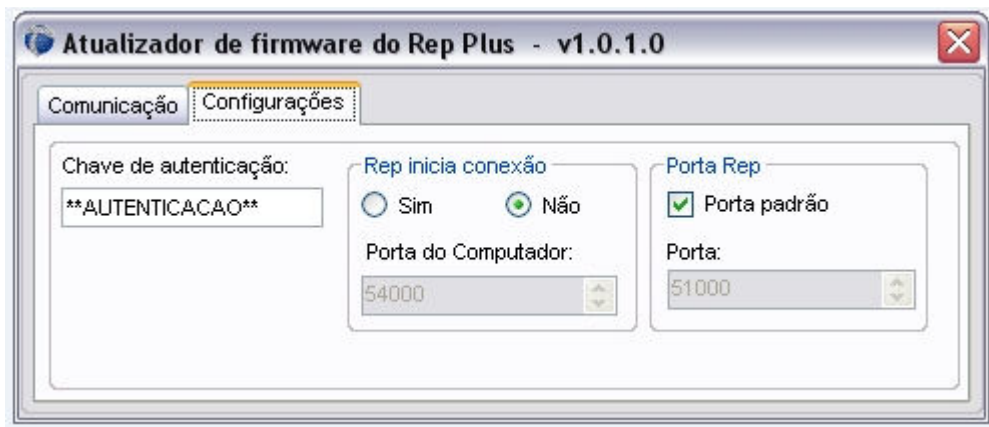 Atualizador de firmware do Rep Plus - v1.0.1.0
Comunicação
Configurações
Chave de autenticação:
**AUTENTICACAO**
Rep inicia conexão
Sim
Não
Porta do Computador:
54000
Porta Rep
Porta padrão
Porta:
51000